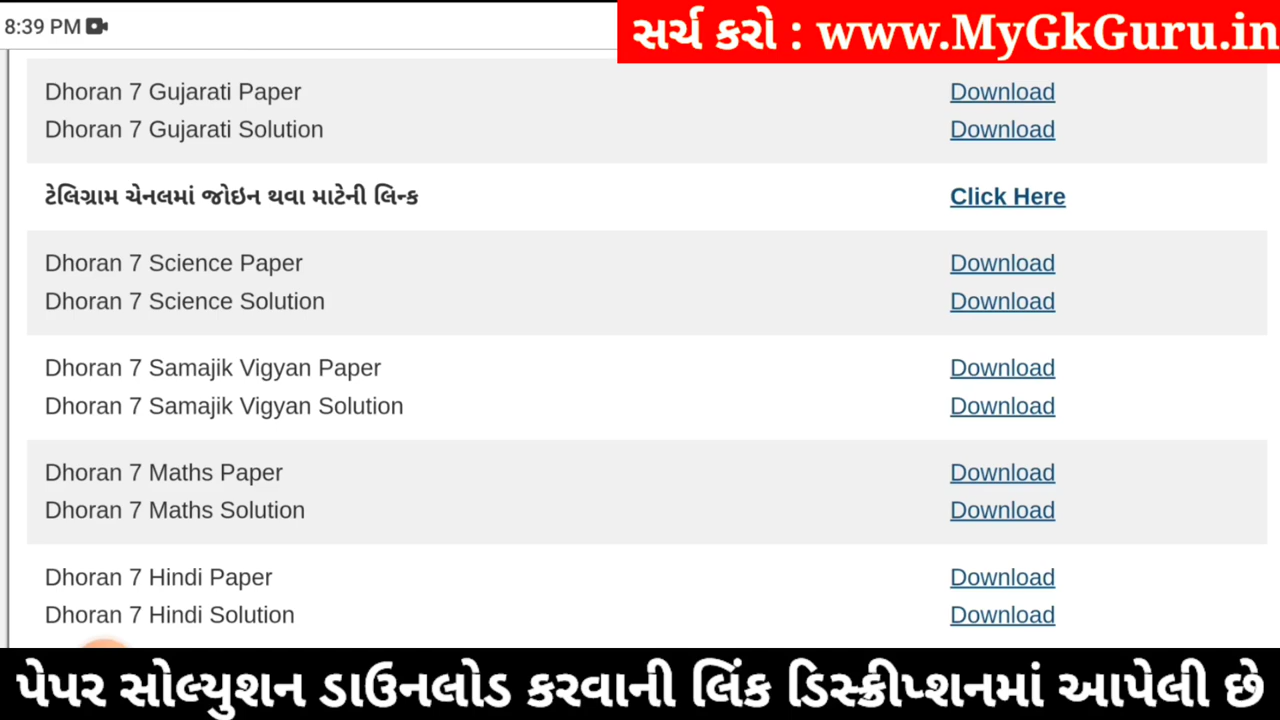 8:39 PM
સર્ચ કરો : www.MyGkGuru.in
Dhoran 7 Gujarati Paper Download
Dhoran 7 Gujarati Solution Download
ટેલિગ્રામ ચેનલમાં જોઇન થવા માટેની લિન્ક Click Here
Dhoran 7 Science Paper Download
Dhoran 7 Science Solution Download
Dhoran 7 Samajik Vigyan Paper Download
Dhoran 7 Samajik Vigyan Solution Download
Dhoran 7 Maths Paper Download
Dhoran 7 Maths Solution Download
Dhoran 7 Hindi Paper Download
Dhoran 7 Hindi Solution Download
પેપર સોલ્યુશન ડાઉનલોડ કરવાની લિંક ડિસ્ક્રીપ્શનમાં આપેલી છે